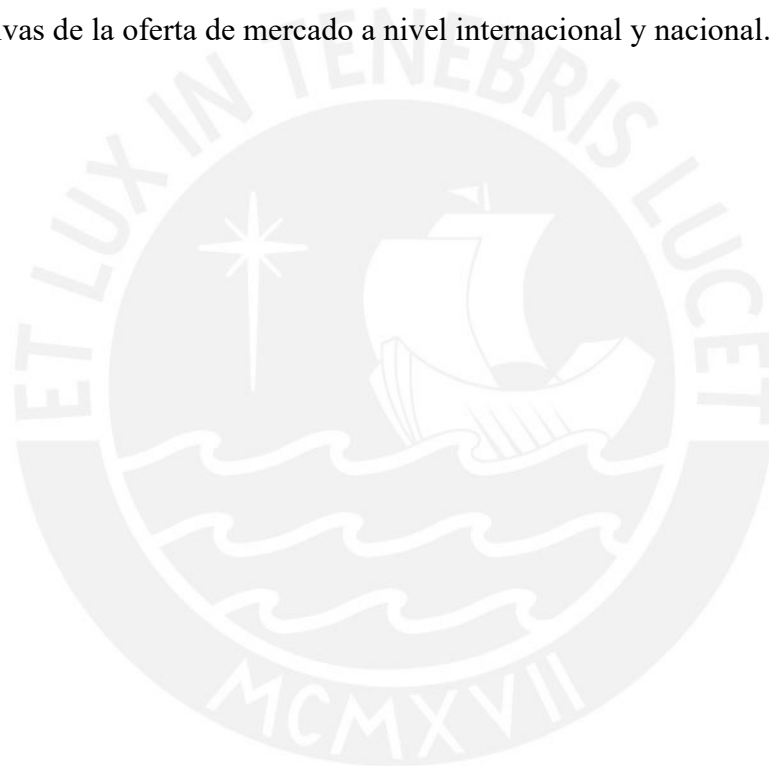 vas de la oferta de mercado a nivel internacional y nacional.
ET LUX IN TENEBRIS LUCET
MCMXVII